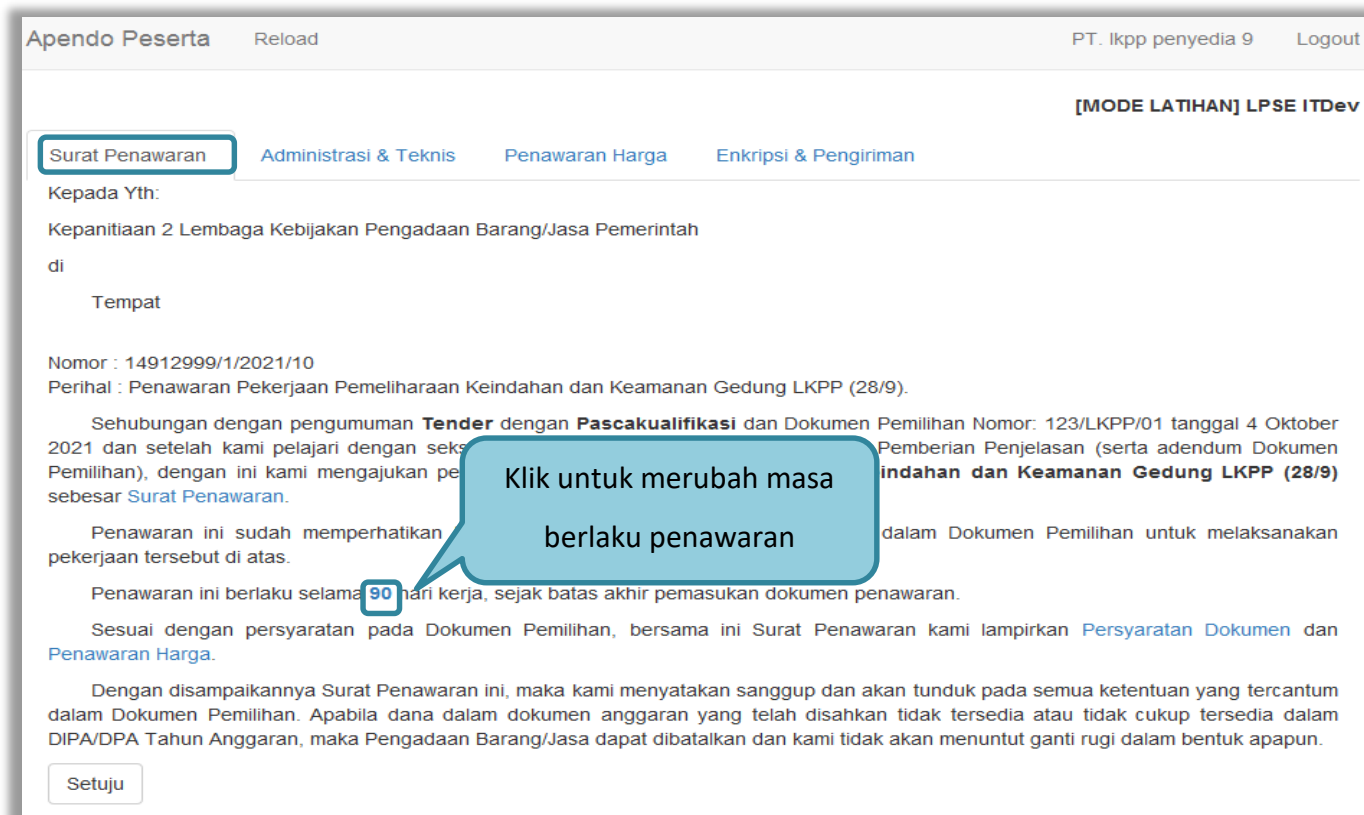 Apendo Peserta Reload PT. lkpp penyedia 9 Logout
[MODE LATIHAN] LPSE ITDev
Surat Penawaran Administrasi & Teknis Penawaran Harga Enkripsi & Pengiriman
Kepada Yth:
Kepanitiaan 2 Lembaga Kebijakan Pengadaan Barang/Jasa Pemerintah
di
Tempat
Nomor : 14912999/1/2021/10
Perihal : Penawaran Pekerjaan Pemeliharaan Keindahan dan Keamanan Gedung LKPP (28/9).
Sehubungan dengan pengumuman Tender dengan Pascakualifikasi dan Dokumen Pemilihan Nomor: 123/LKPP/01 tanggal 4 Oktober
2021 dan setelah kami pelajari dengan seks Pemberian Penjelasan (serta adendum Dokumen
Pemilihan), dengan ini kami mengajukan pe indahan dan Keamanan Gedung LKPP (28/9)
sebesar Surat Penawaran.
Klik untuk merubah masa
berlaku penawaran
Penawaran ini sudah memperhatikan dalam Dokumen Pemilihan untuk melaksanakan
pekerjaan tersebut di atas.
Penawaran ini berlaku selama 90 hari kerja, sejak batas akhir pemasukan dokumen penawaran.
Sesuai dengan persyaratan pada Dokumen Pemilihan, bersama ini Surat Penawaran kami lampirkan Persyaratan Dokumen dan
Penawaran Harga.
Dengan disampaikannya Surat Penawaran ini, maka kami menyatakan sanggup dan akan tunduk pada semua ketentuan yang tercantum
dalam Dokumen Pemilihan. Apabila dana dalam dokumen anggaran yang telah disahkan tidak tersedia atau tidak cukup tersedia dalam
DIPA/DPA Tahun Anggaran, maka Pengadaan Barang/Jasa dapat dibatalkan dan kami tidak akan menuntut ganti rugi dalam bentuk apapun.
Setuju